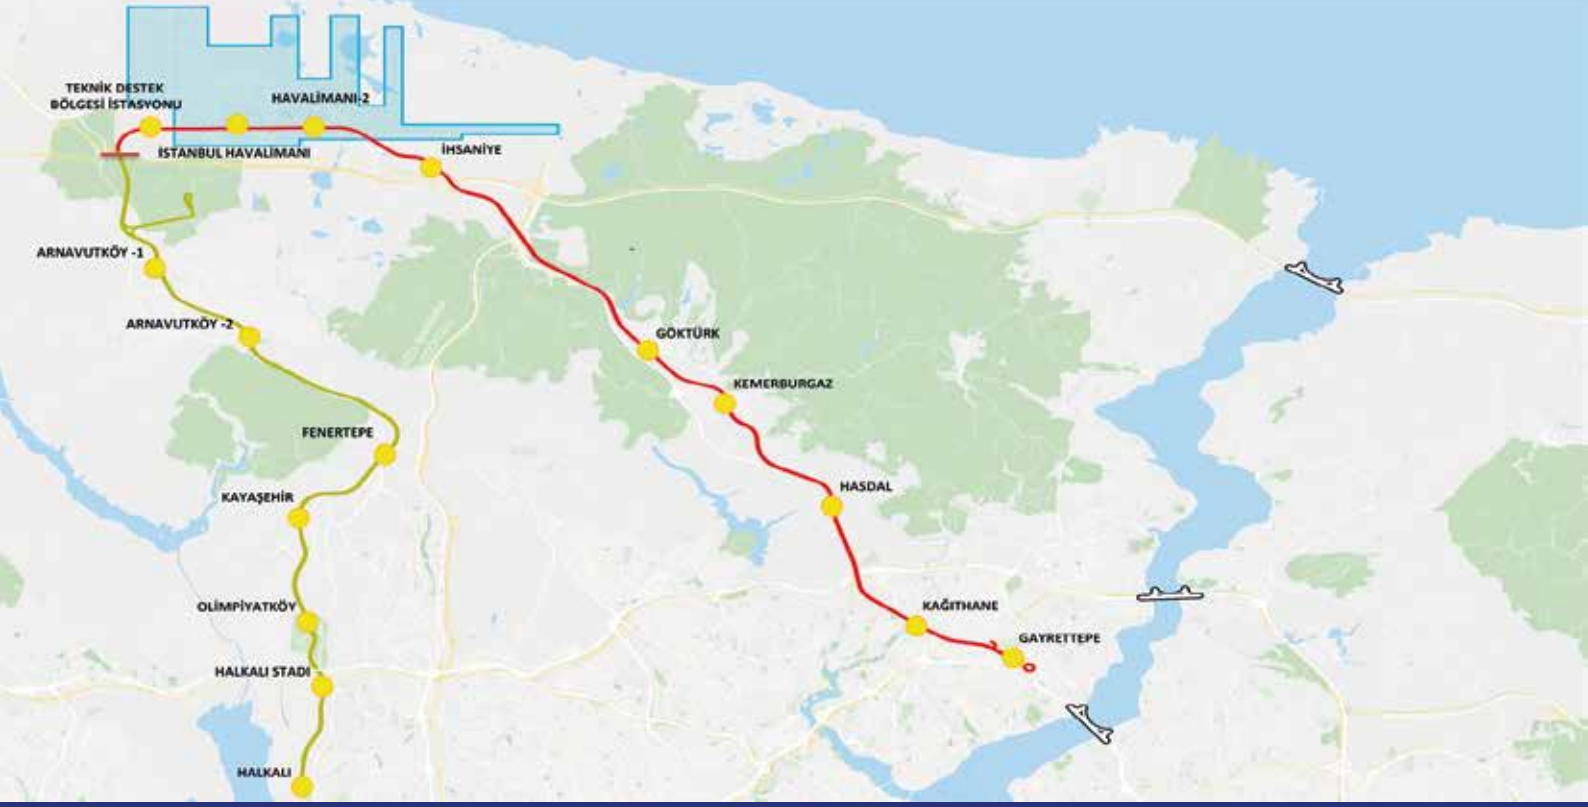 TEKNİK DESTEK
BÖLGESİ İSTASYONU
HAVALİMANI-2
İSTANBUL HAVALİMANI
İHSANİYE
ARNAVUTKÖY -1
ARNAVUTKÖY -2
GÖKTÜRK
KEMERBURGAZ
FENERTEPE
HASDAL
KAYAŞEHİR
OLİMPİYATKÖY
KAĞITHANE
GAYRETTEPE
HALKALI STADI
HALKALI